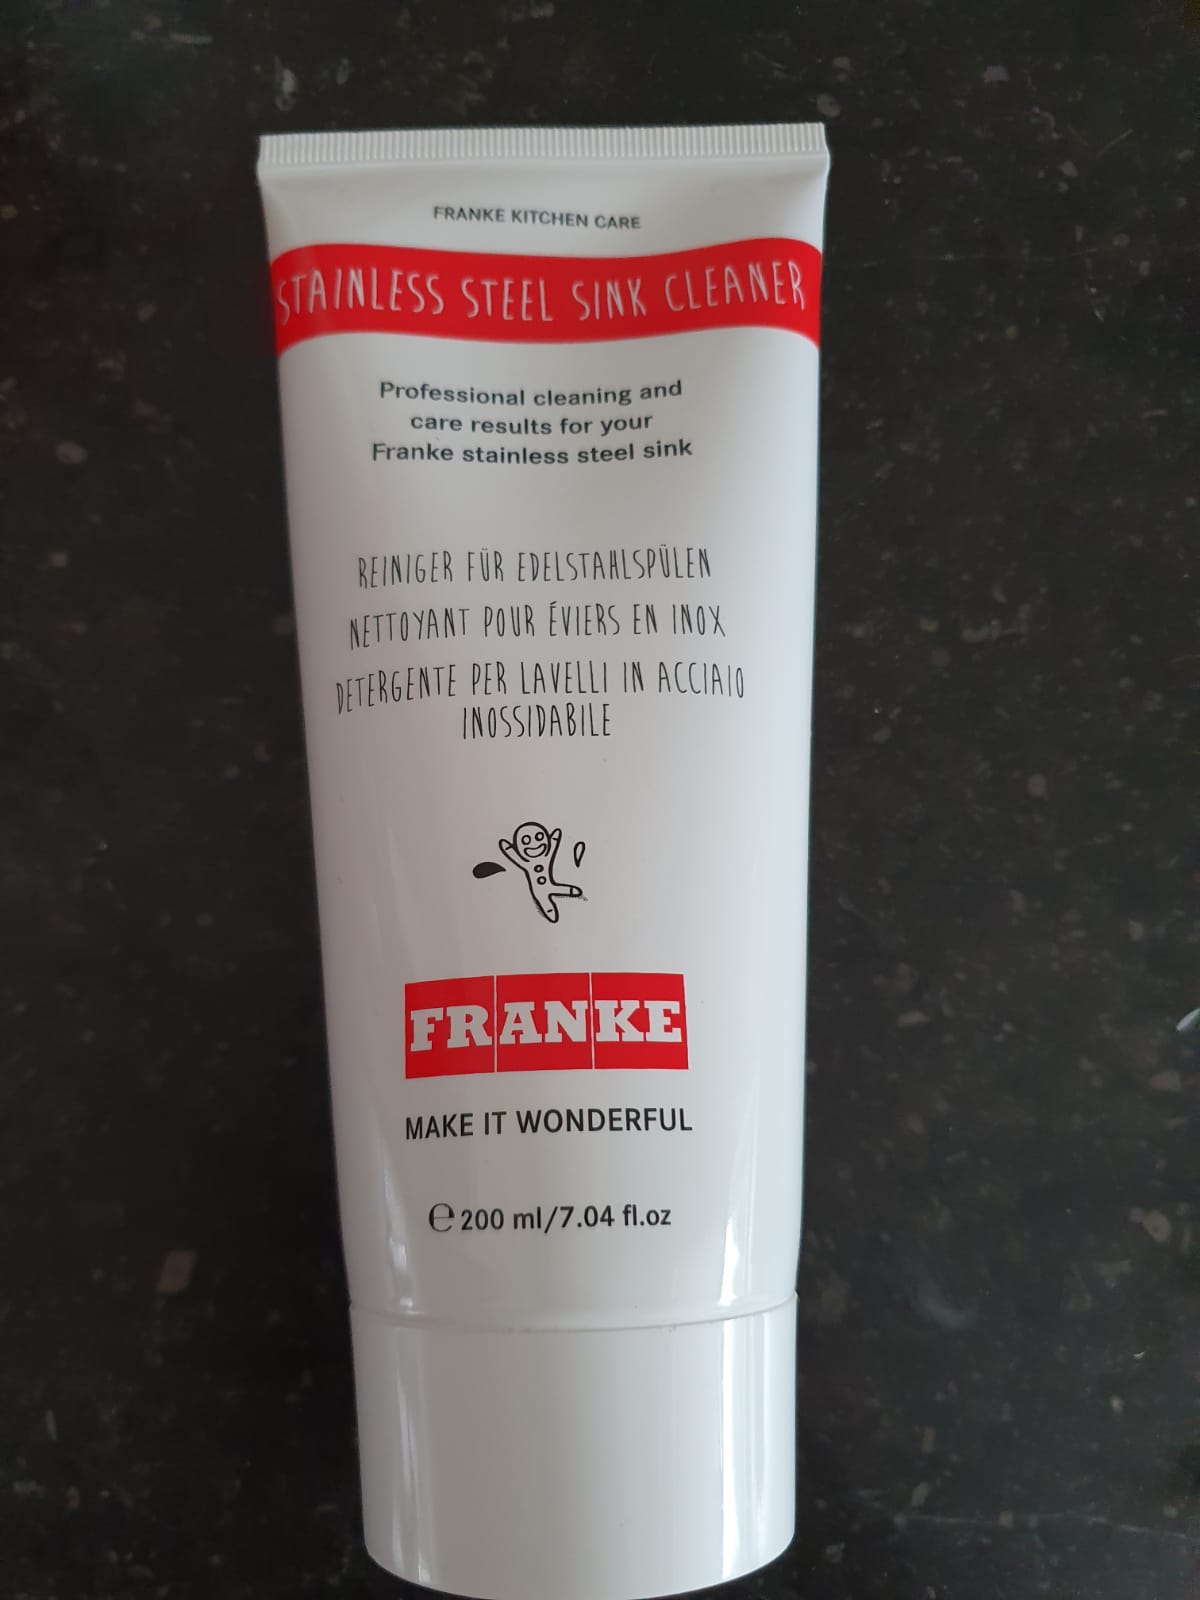 FRANKE KITCHEN CARE
STAINLESS STEEL SINK CLEANER
Professional cleaning and
care results for your
Franke stainless steel sink
REINIGER FÜR EDELSTAHLSPÜLEN
NETTOYANT POUR ÉVIERS EN INOX
DETERGENTE PER LAVELLI IN ACCIAIO
INOSSIDABILE
FRANKE
MAKE IT WONDERFUL
℮ 200 ml/7.04 fl.oz